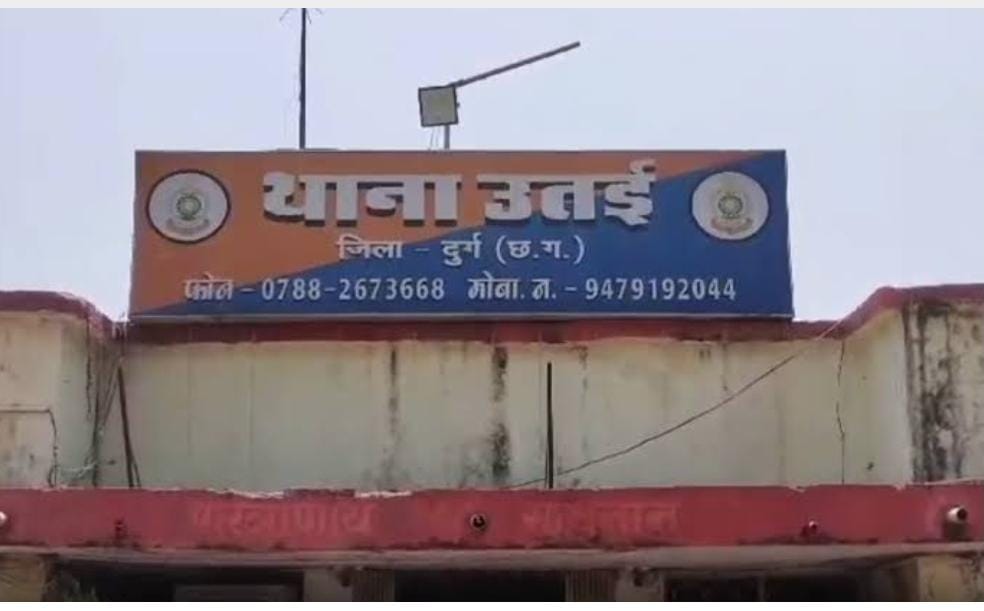 थाना उतई
जिला - दुर्ग (छ.ग.)
फोन - 0788-2673668 मोबा. न. - 9479192044